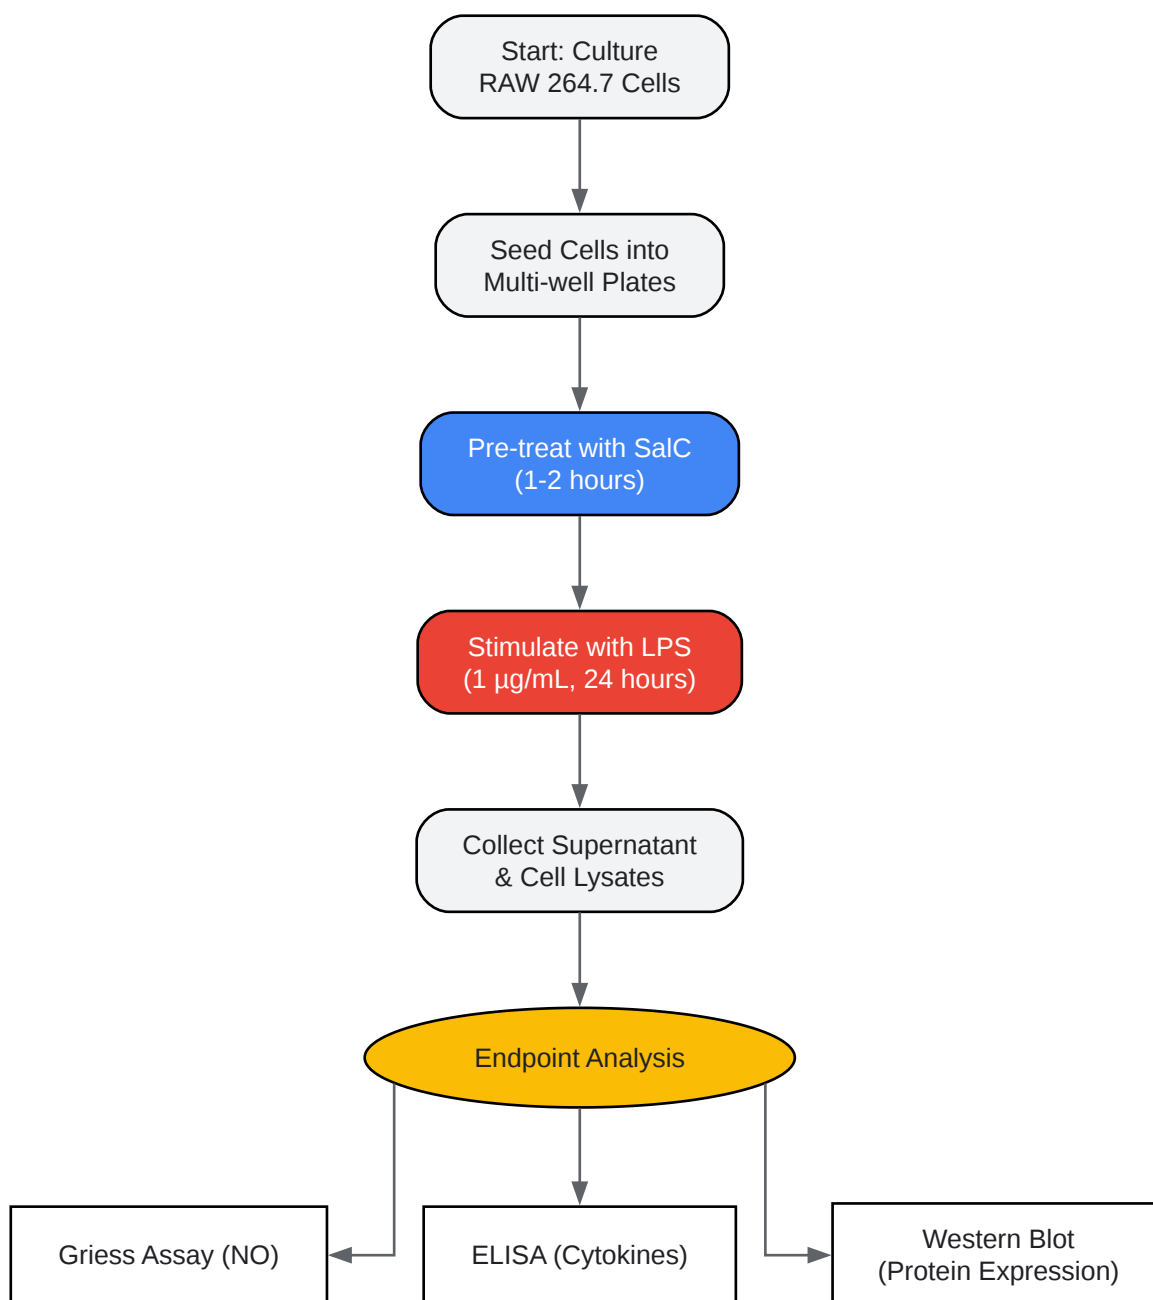 Start: Culture
RAW 264.7 Cells
Seed Cells into
Multi-well Plates
Pre-treat with SalC
(1-2 hours)
Stimulate with LPS
(1 µg/mL, 24 hours)
Collect Supernatant
& Cell Lysates
Endpoint Analysis
Griess Assay (NO)
ELISA (Cytokines)
Western Blot
(Protein Expression)